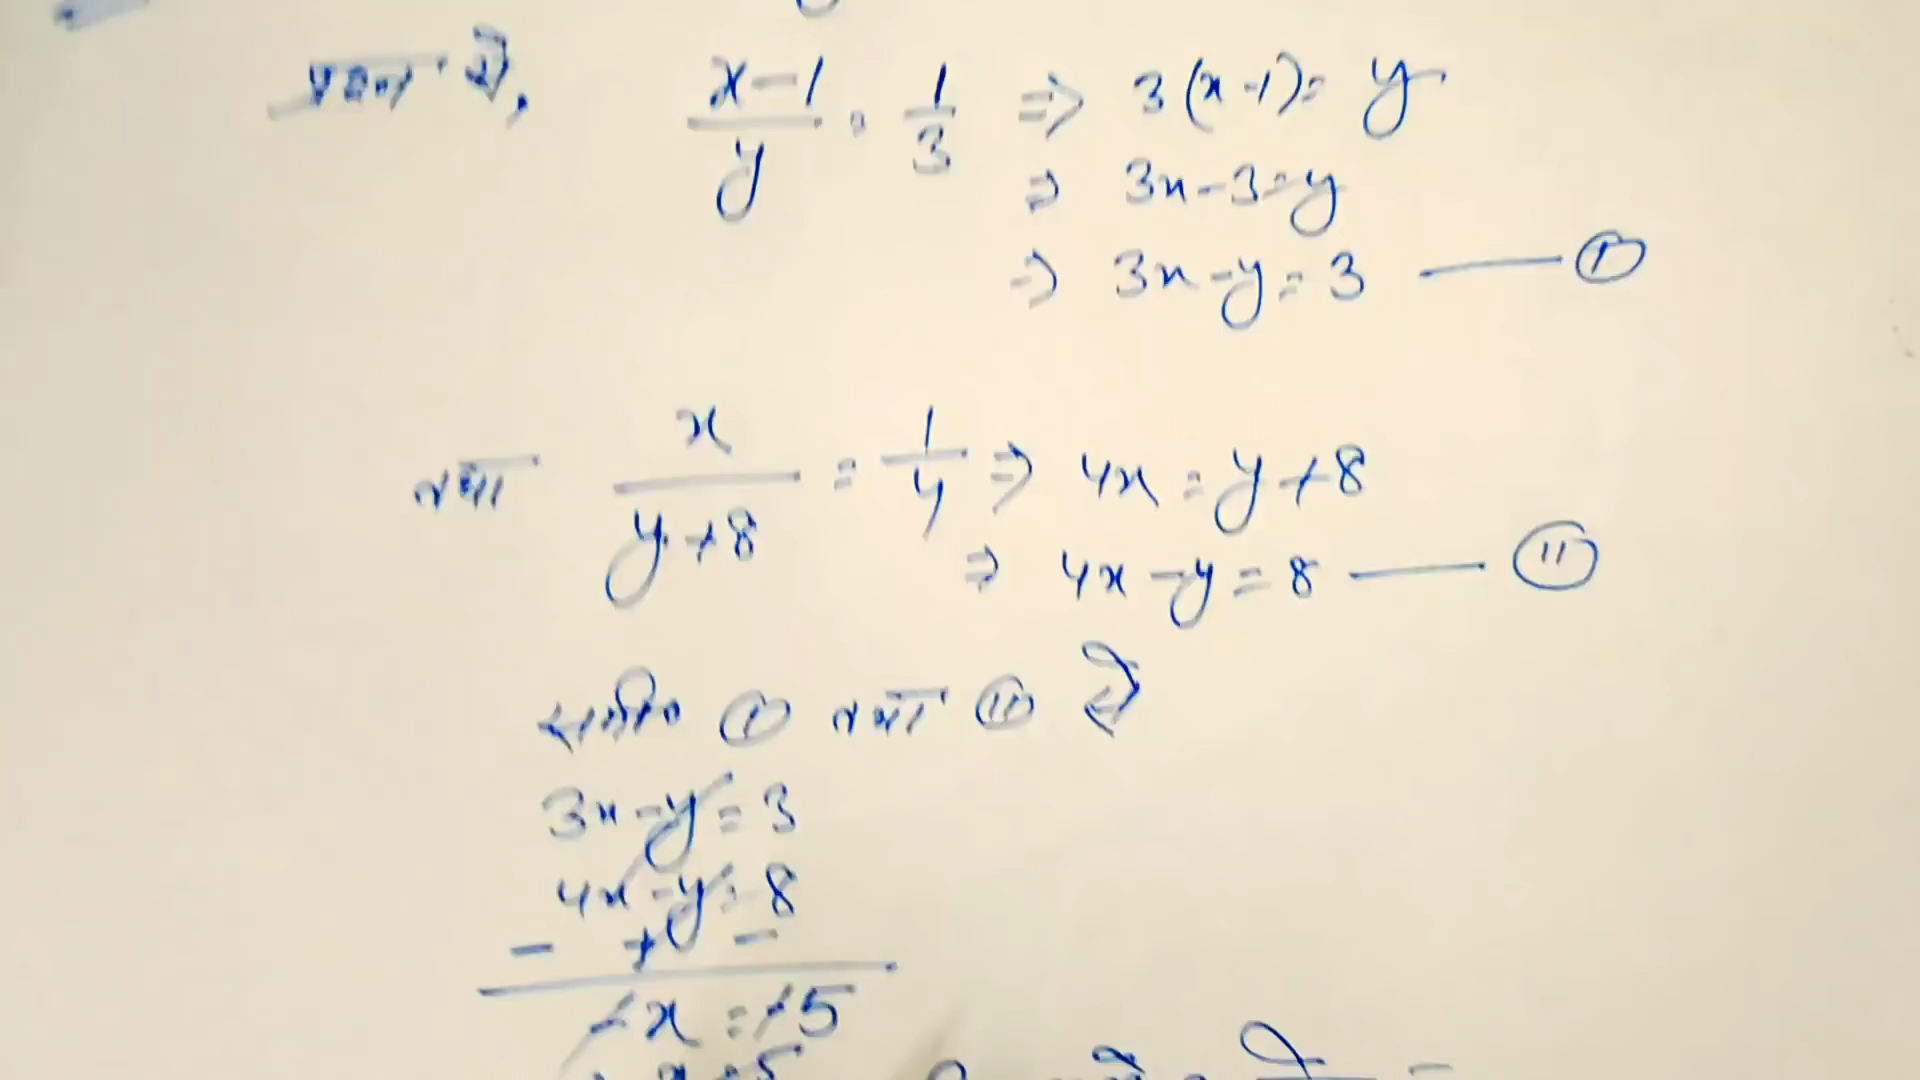 प्रश्न से, (x-1)/y = 1/3 ⇒ 3(x-1) = y
⇒ 3x-3=y
⇒ 3x-y=3 —— (I)
तथा x/(y+8) = 1/4 ⇒ 4x = y+8
⇒ 4x-y=8 —— (II)
समी० (I) तथा (II) से
3x-y=3
4x-y=8
- + -
-x=-5
x=5